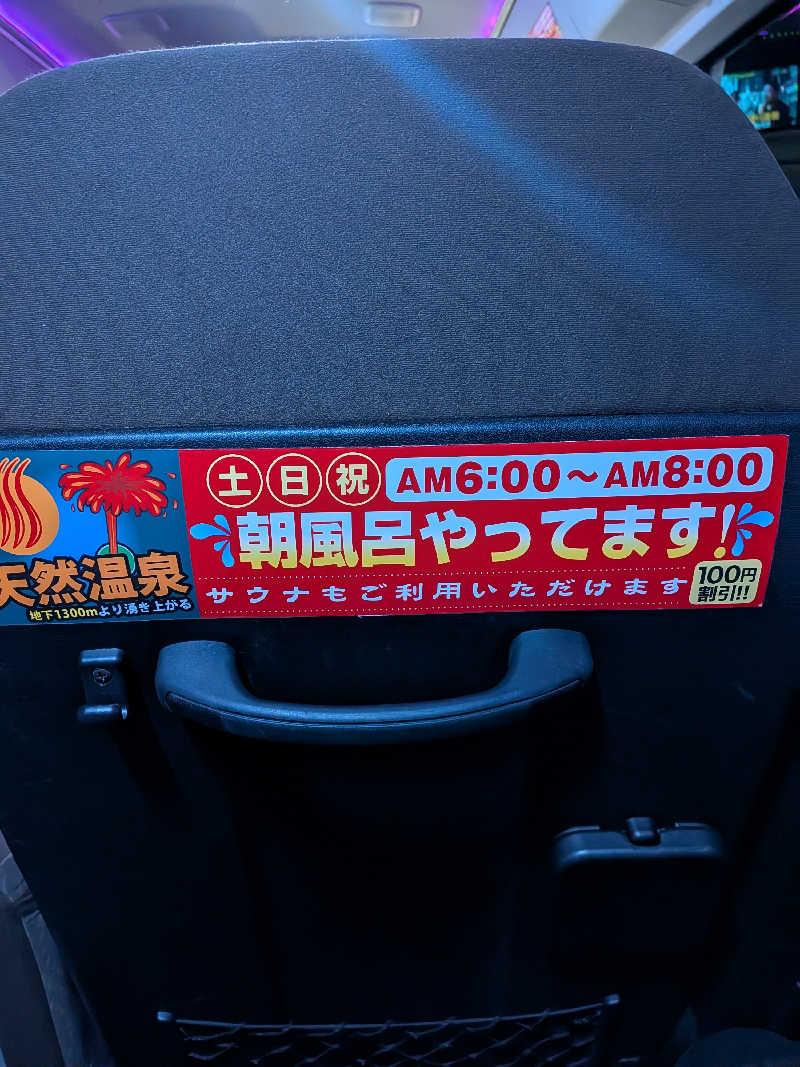 天然温泉
地下1300mより湧き上がる
土 日 祝 AM6:00～AM8:00
朝風呂やってます!
サウナもご利用いただけます
100円
割引!!